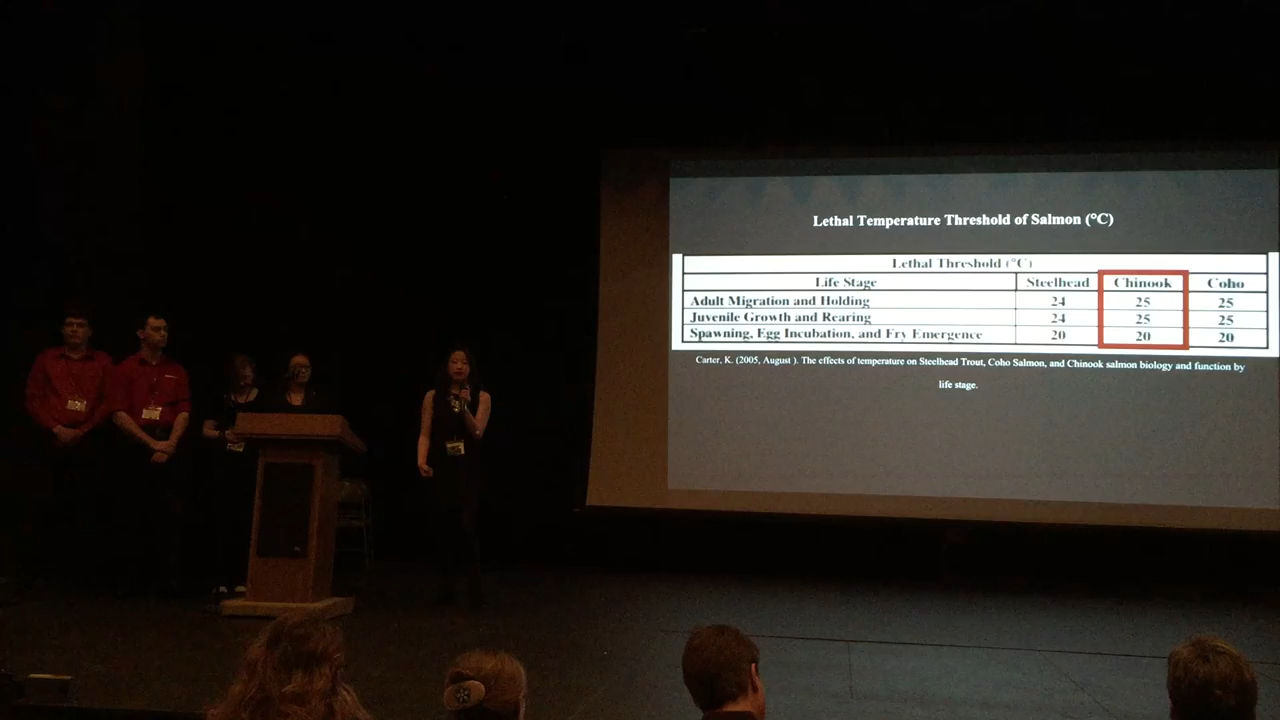 Lethal Temperature Threshold of Salmon (°C)
Lethal Threshold (°C)
Life Stage Steelhead Chinook Coho
Adult Migration and Holding 24 25 25
Juvenile Growth and Rearing 24 25 25
Spawning, Egg Incubation, and Fry Emergence 20 20 20
Carter, K. (2005, August ). The effects of temperature on Steelhead Trout, Coho Salmon, and Chinook salmon biology and function by
life stage.